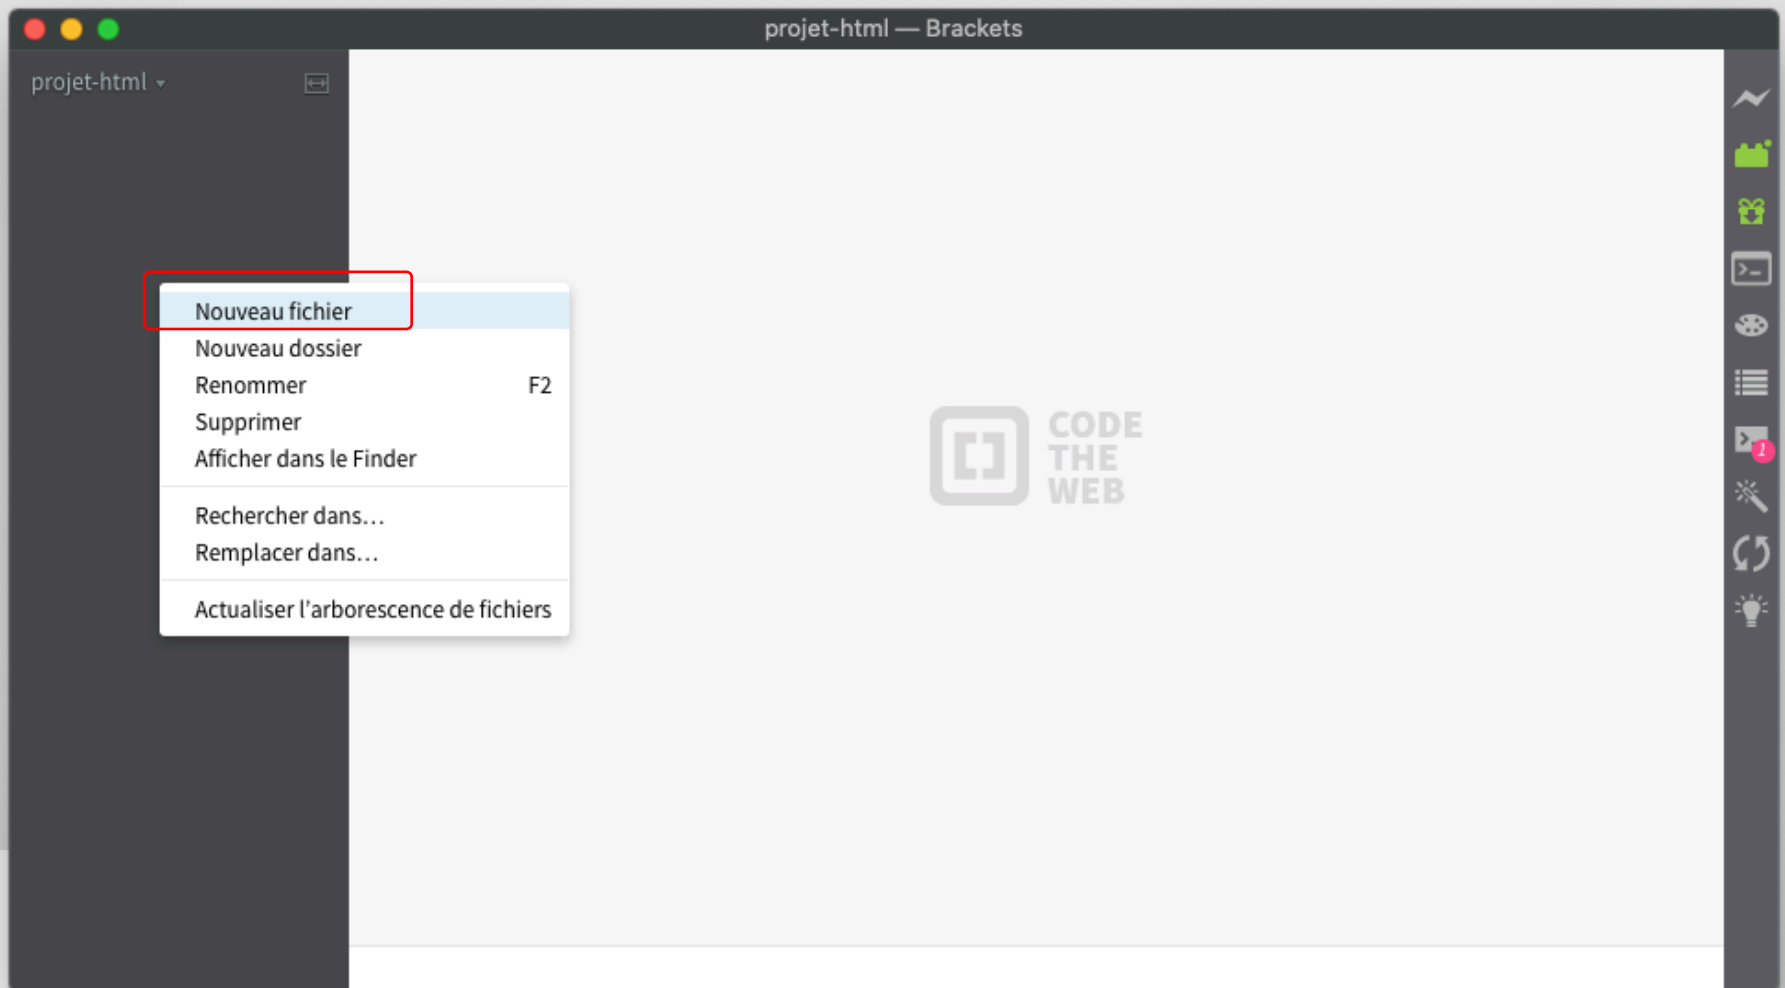 projet-html — Brackets
projet-html
Nouveau fichier
Nouveau dossier
Renommer F2
Supprimer
Afficher dans le Finder
Rechercher dans…
Remplacer dans…
Actualiser l'arborescence de fichiers
CODE
THE
WEB
1